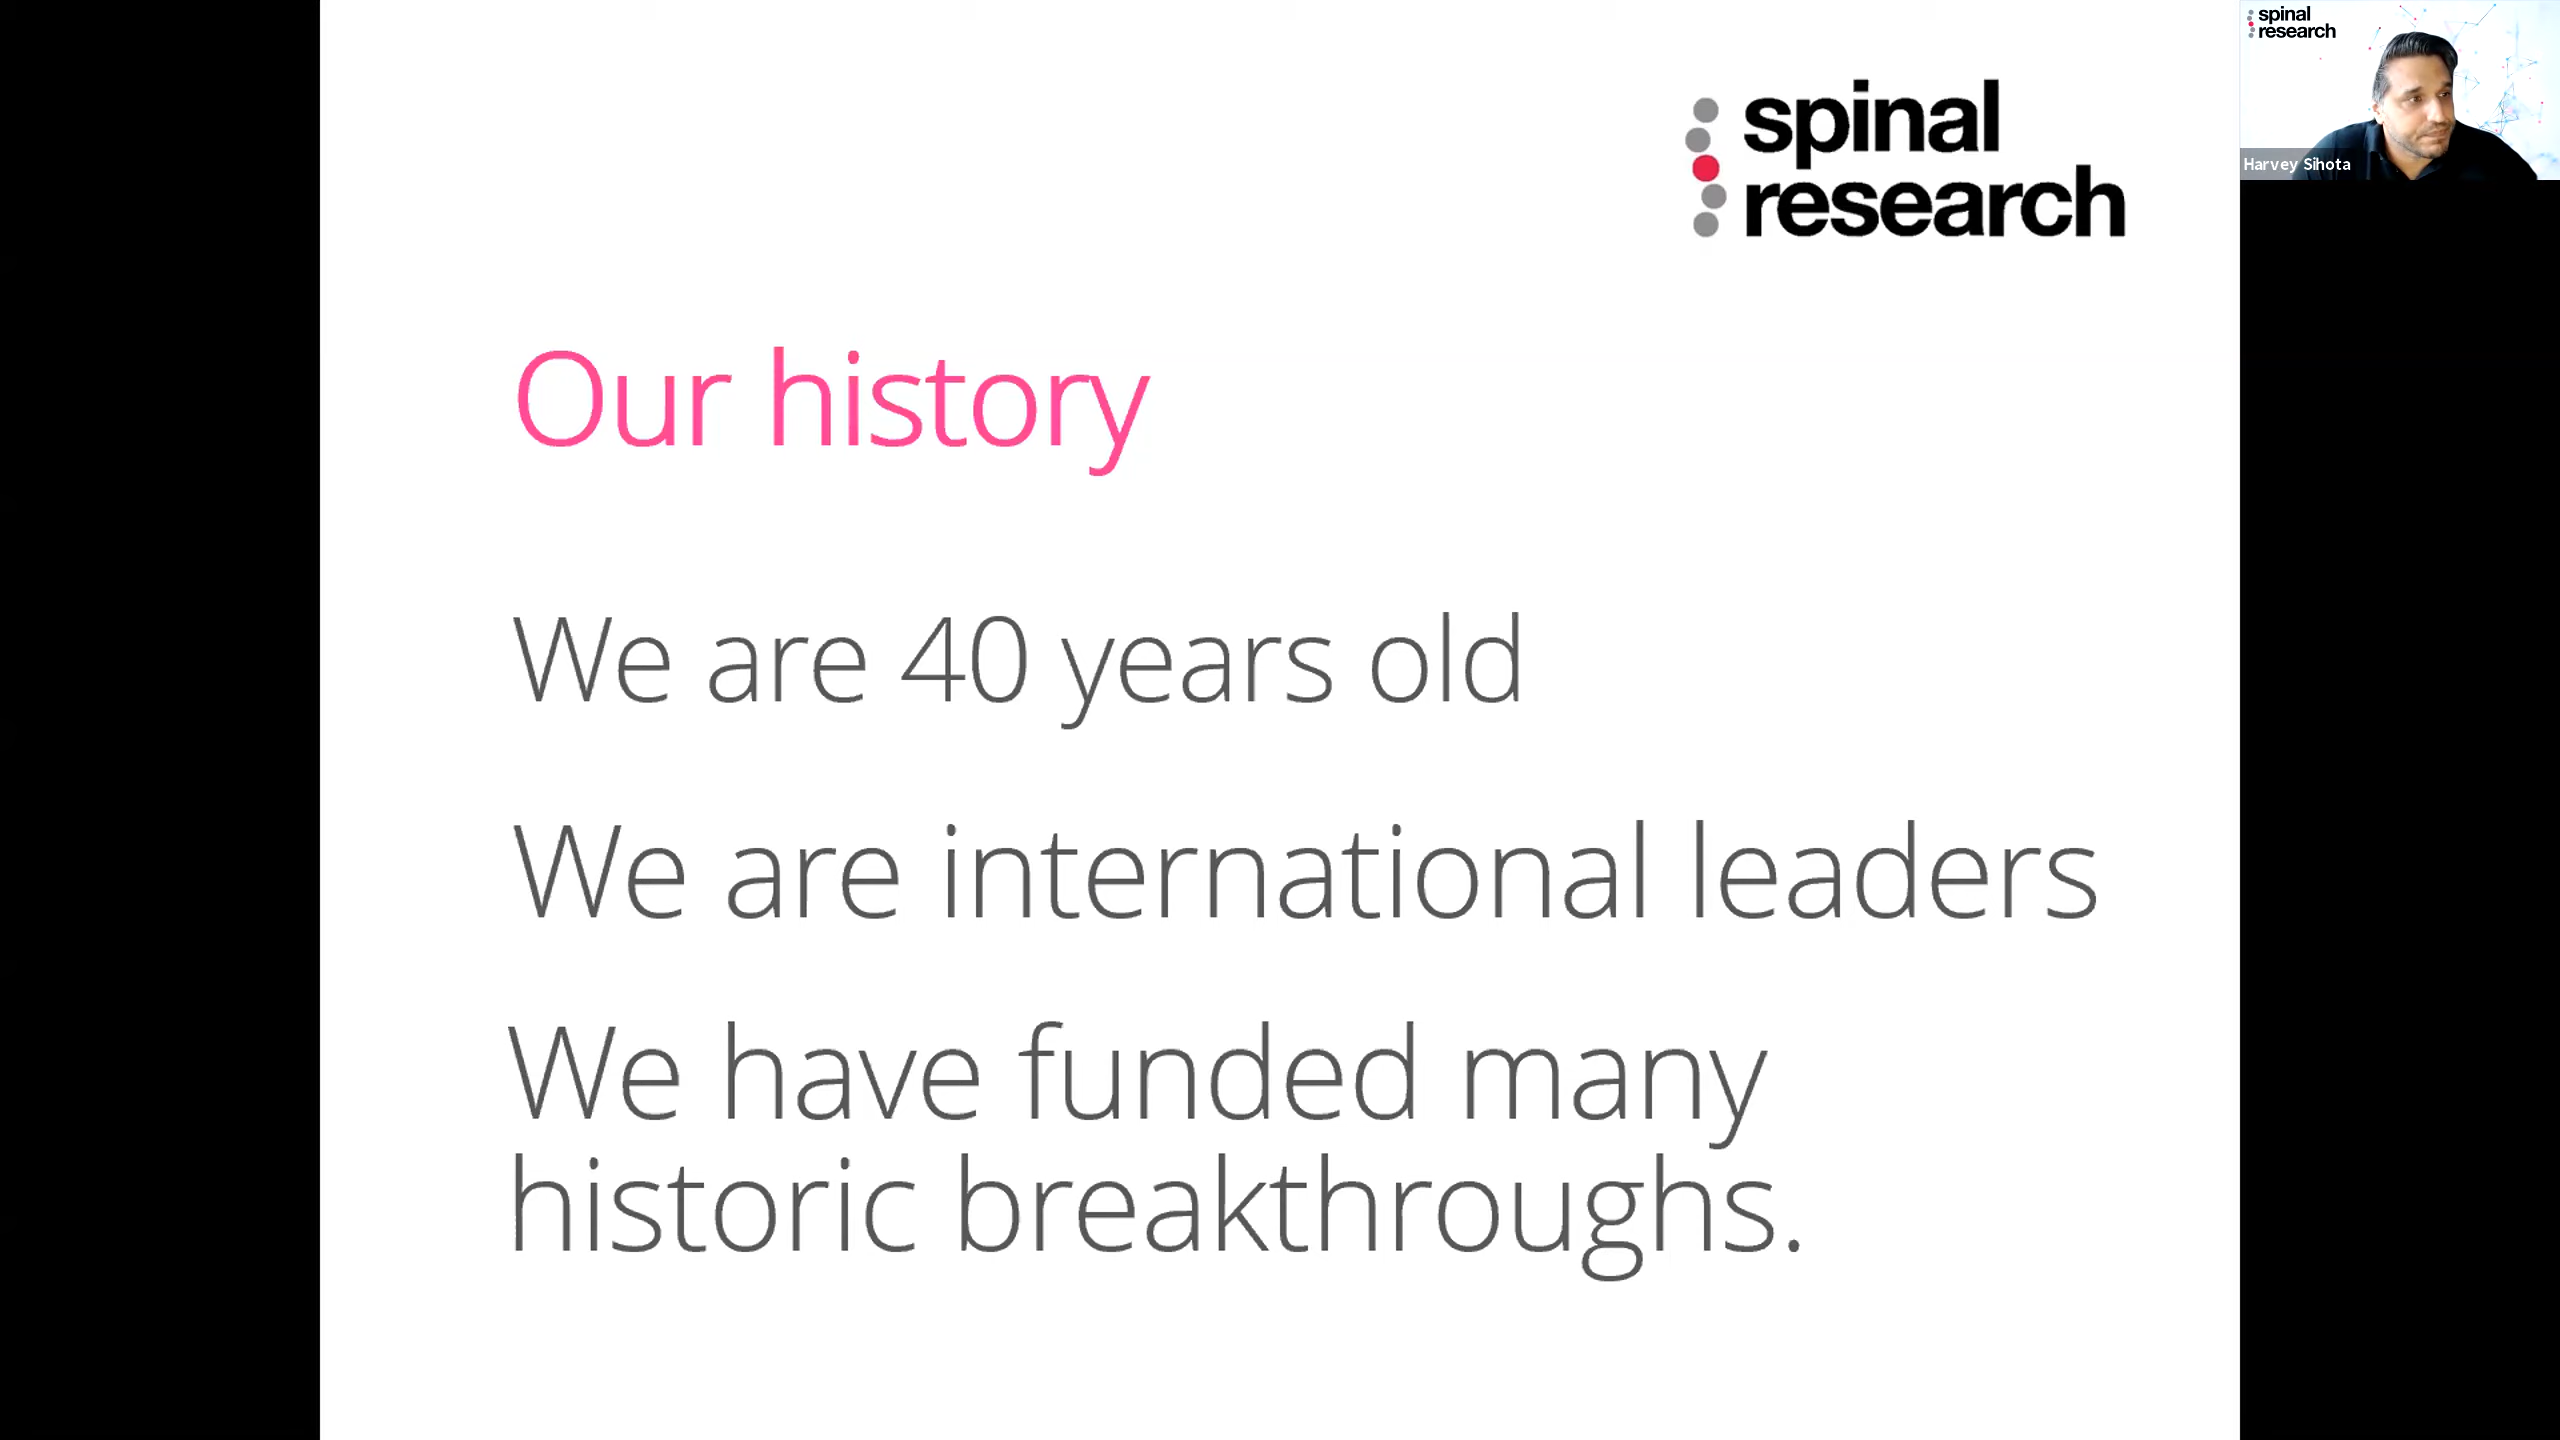 spinal
research
Our history
We are 40 years old
We are international leaders
We have funded many
historic breakthroughs.
spinal
research
Harvey Sihota